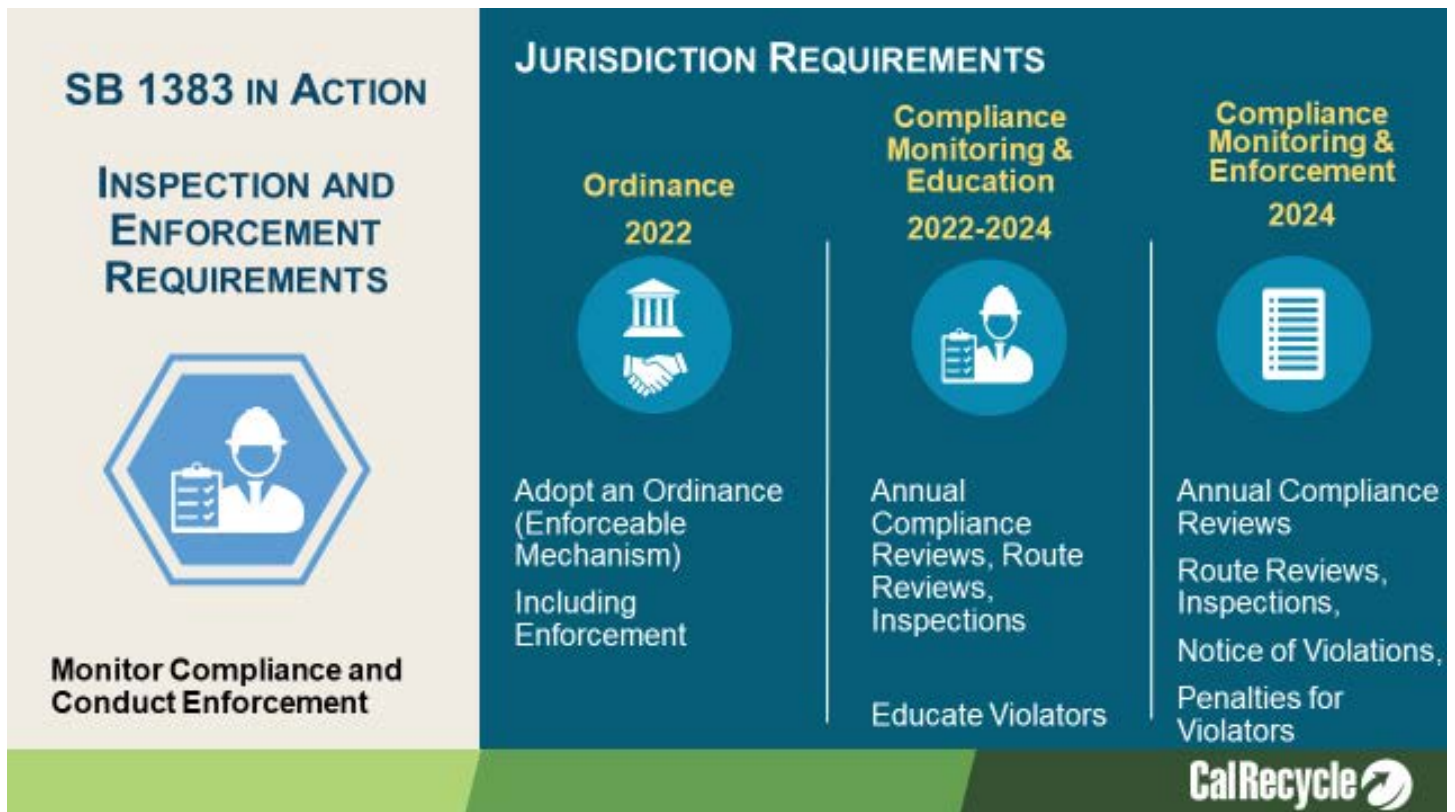 SB 1383 IN ACTION
INSPECTION AND
ENFORCEMENT
REQUIREMENTS
Monitor Compliance and
Conduct Enforcement
JURISDICTION REQUIREMENTS
Ordinance
2022
Adopt an Ordinance
(Enforceable
Mechanism)
Including
Enforcement
Compliance
Monitoring &
Education
2022-2024
Annual
Compliance
Reviews, Route
Reviews,
Inspections
Educate Violators
Compliance
Monitoring &
Enforcement
2024
Annual Compliance
Reviews
Route Reviews,
Inspections,
Notice of Violations,
Penalties for
Violators
CalRecycle